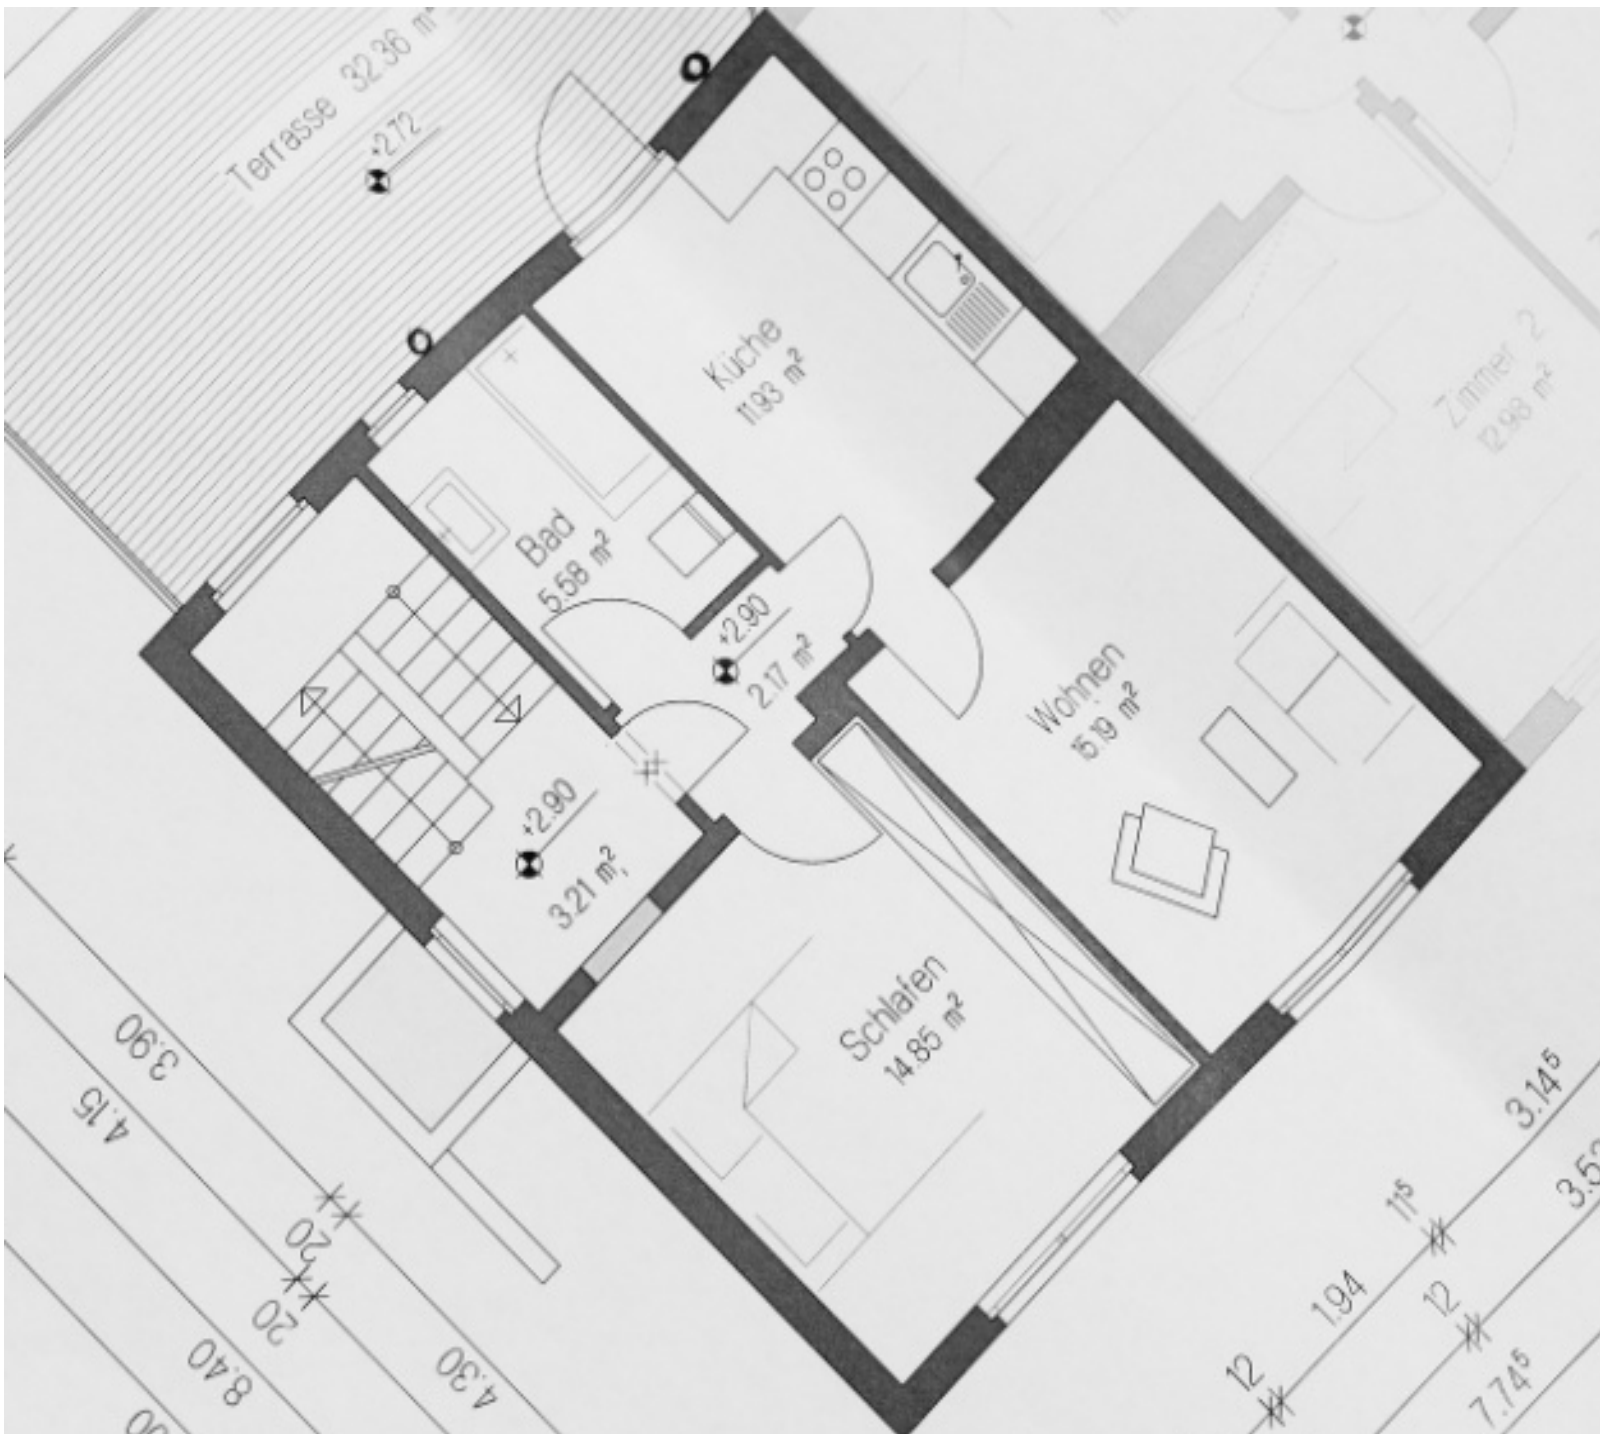 Terrasse 32.36 m²
+2.72
Küche
11.93 m²
Zimmer 2
12.98 m²
Bad
5.58 m²
+2.90
2.17 m²
Wohnen
15.19 m²
+2.90
3.21 m²
Schlafen
14.85 m²
3.90
4.15
20
20
8.40
4.30
3.14⁵
11⁵
1.94
12
12
7.74⁵